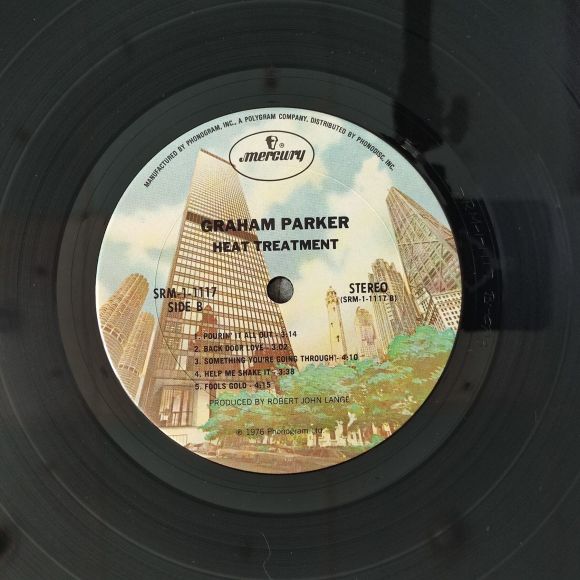 MANUFACTURED BY PHONOGRAM, INC., A POLYGRAM COMPANY, DISTRIBUTED BY PHONODISC, INC.
mercury ®
GRAHAM PARKER
HEAT TREATMENT
SRM-1-1117
SIDE B
STEREO
(SRM-1-1117 B)
1. POURIN' IT ALL OUT - 3:14
2. BACK DOOR LOVE - 3:02
3. SOMETHING YOU'RE GOING THROUGH - 4:10
4. HELP ME SHAKE IT - 3:38
5. FOOLS GOLD - 4:15
PRODUCED BY ROBERT JOHN LANGE
℗ 1976 Phonogram Ltd